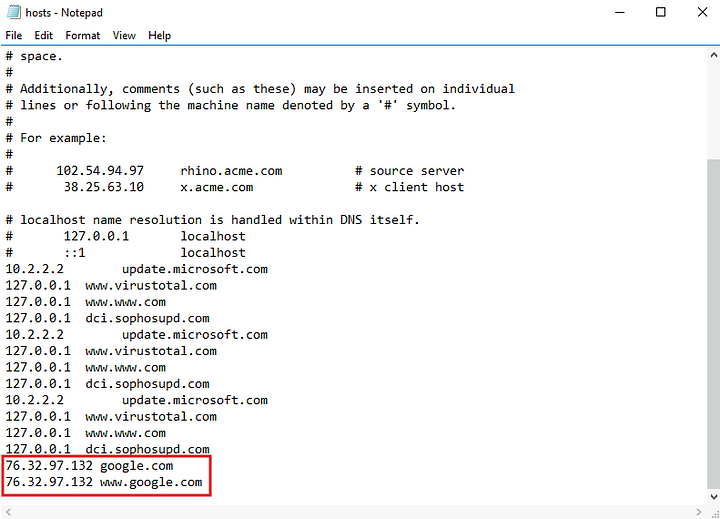 hosts - Notepad
File Edit Format View Help
# space.
#
# Additionally, comments (such as these) may be inserted on individual
# lines or following the machine name denoted by a '#' symbol.
#
# For example:
#
#      102.54.94.97     rhino.acme.com          # source server
#       38.25.63.10     x.acme.com              # x client host

# localhost name resolution is handled within DNS itself.
#       127.0.0.1       localhost
#       ::1             localhost
10.2.2.2        update.microsoft.com
127.0.0.1  www.virustotal.com
127.0.0.1  www.www.com
127.0.0.1  dci.sophosupd.com
10.2.2.2        update.microsoft.com
127.0.0.1  www.virustotal.com
127.0.0.1  www.www.com
127.0.0.1  dci.sophosupd.com
10.2.2.2        update.microsoft.com
127.0.0.1  www.virustotal.com
127.0.0.1  www.www.com
127.0.0.1  dci.sophosupd.com
76.32.97.132 google.com
76.32.97.132 www.google.com